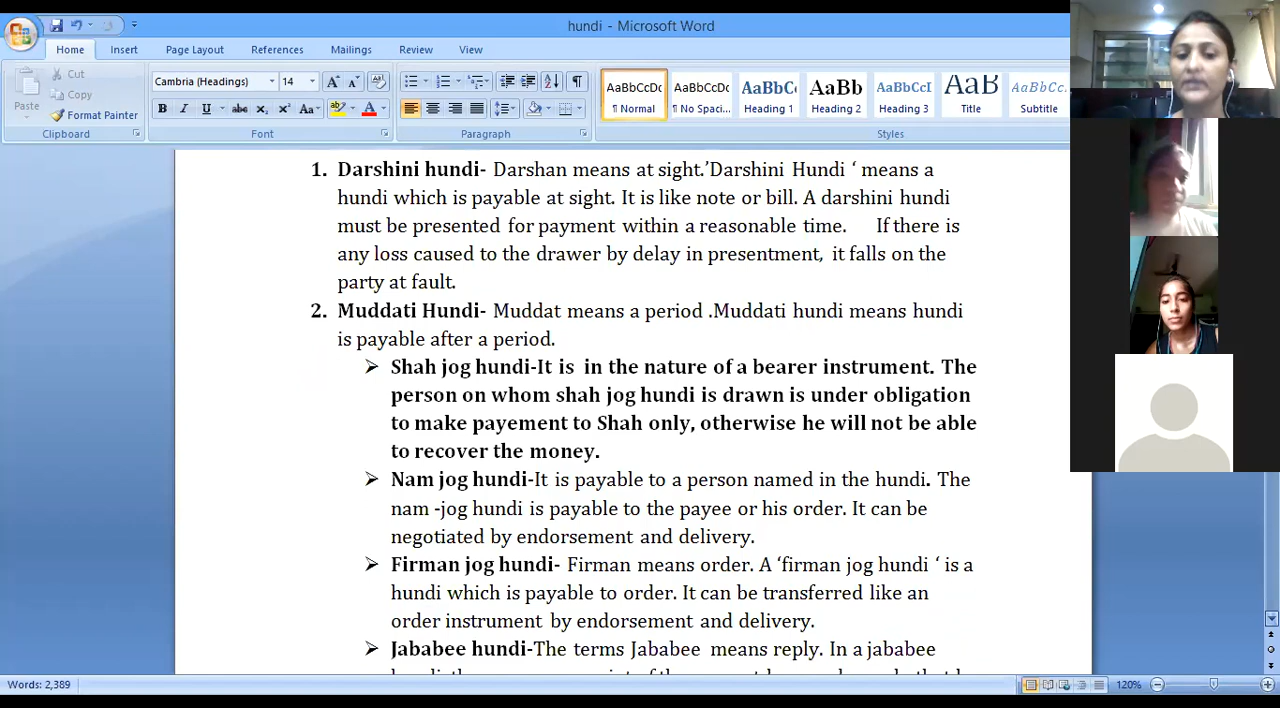 hundi - Microsoft Word
Home Insert Page Layout References Mailings Review View
Cut
Copy
Paste
Format Painter
Cambria (Headings) 14
AaBbCcDc AaBbCcDc AaBbCc AaBb AaBbCcI AaB AaBbCcI
¶ Normal ¶ No Spaci... Heading 1 Heading 2 Heading 3 Title Subtitle
Clipboard Font Paragraph Styles
1. Darshini hundi- Darshan means at sight.’Darshini Hundi ‘ means a
hundi which is payable at sight. It is like note or bill. A darshini hundi
must be presented for payment within a reasonable time. If there is
any loss caused to the drawer by delay in presentment, it falls on the
party at fault.
2. Muddati Hundi- Muddat means a period .Muddati hundi means hundi
is payable after a period.
➢ Shah jog hundi-It is in the nature of a bearer instrument. The
person on whom shah jog hundi is drawn is under obligation
to make payement to Shah only, otherwise he will not be able
to recover the money.
➢ Nam jog hundi-It is payable to a person named in the hundi. The
nam -jog hundi is payable to the payee or his order. It can be
negotiated by endorsement and delivery.
➢ Firman jog hundi- Firman means order. A ‘firman jog hundi ‘ is a
hundi which is payable to order. It can be transferred like an
order instrument by endorsement and delivery.
➢ Jababee hundi-The terms Jababee means reply. In a jababee
Words: 2,389 120%